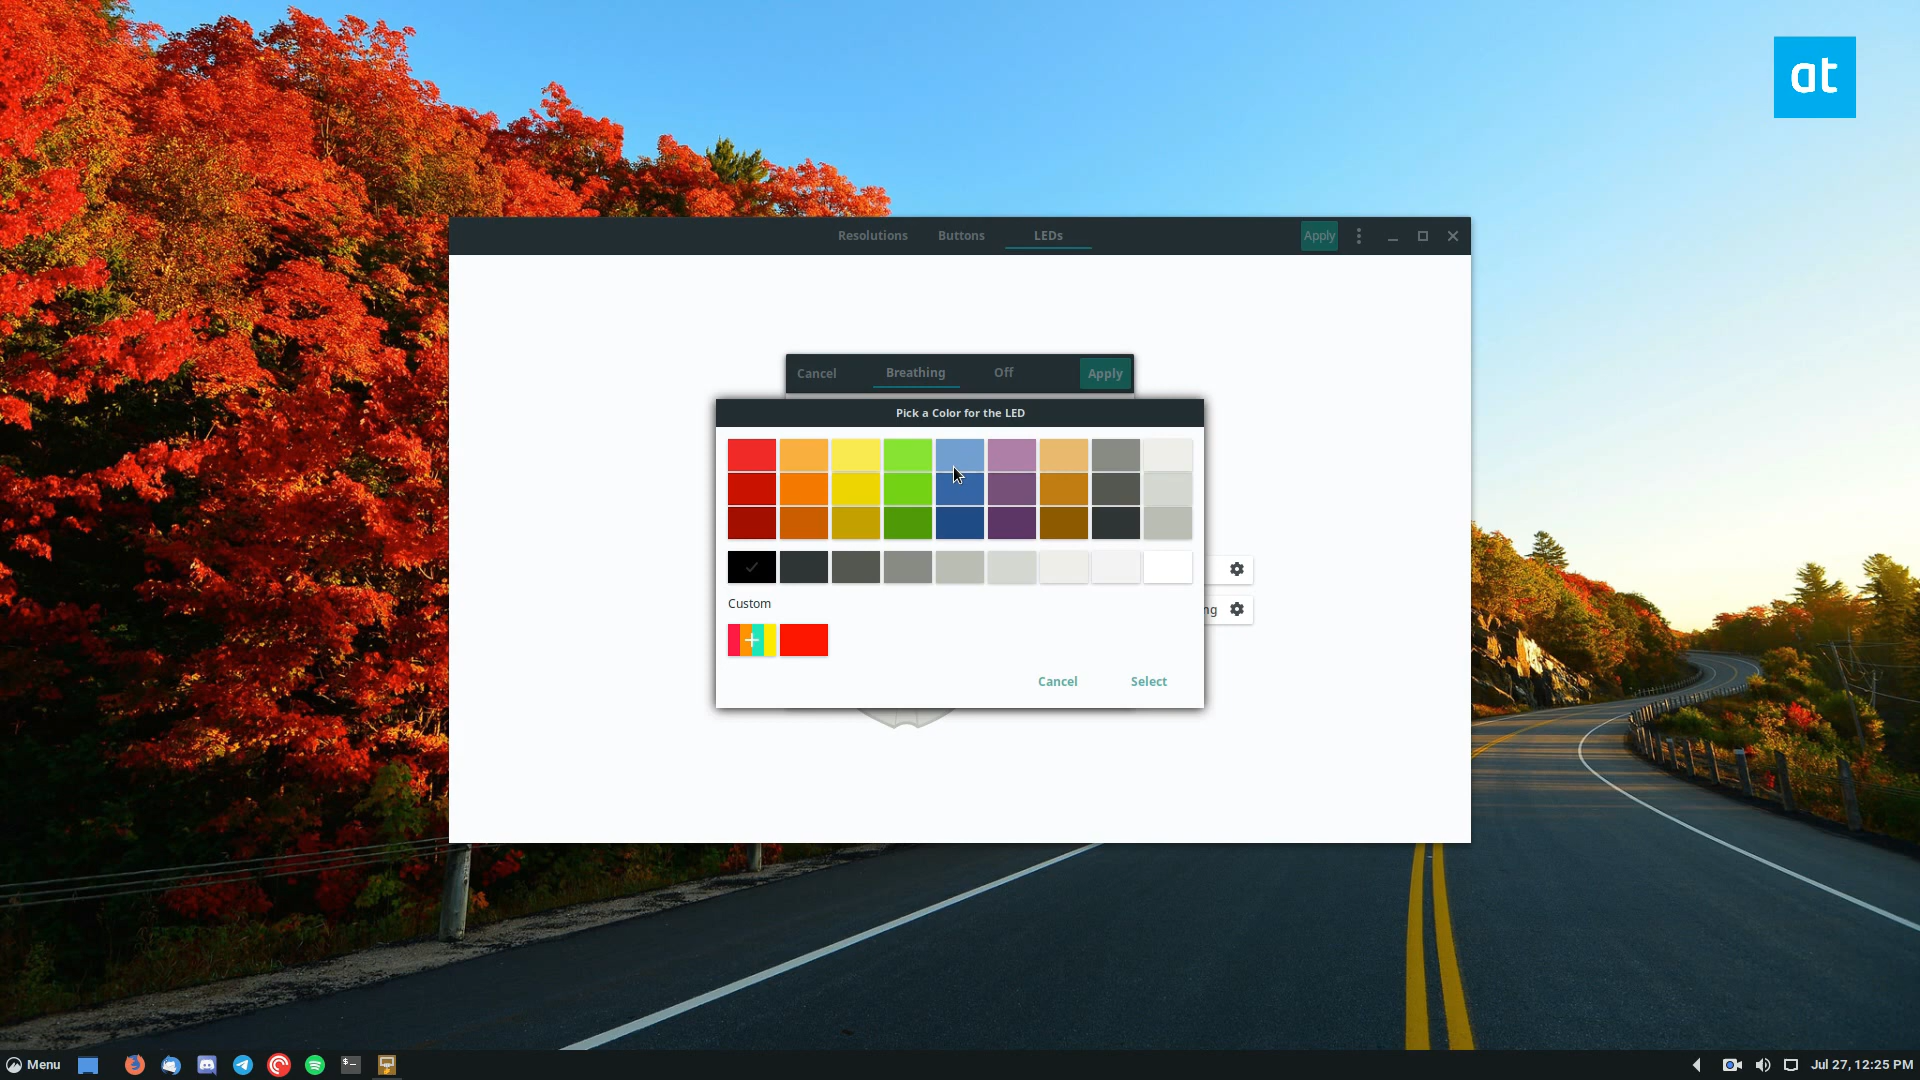 at
Resolutions Buttons LEDs Apply
Cancel Breathing Off Apply
Pick a Color for the LED
ng
Custom
Cancel Select
Menu
$-
Jul 27, 12:25 PM